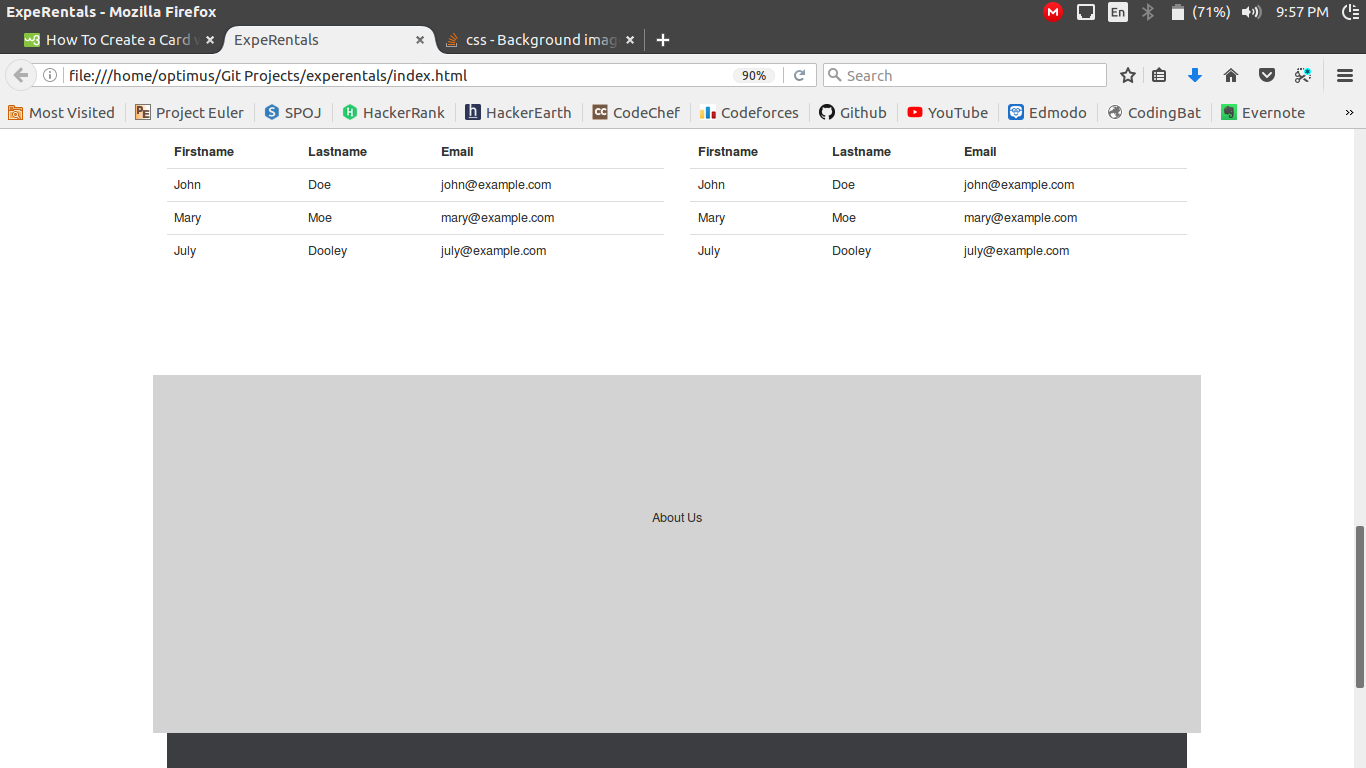 ExpeRentals - Mozilla Firefox
En (71%) 9:57 PM
How To Create a Card
ExpeRentals
css - Background imag
file:///home/optimus/Git Projects/experentals/index.html 90% Search
Most Visited Project Euler SPOJ HackerRank HackerEarth CodeChef Codeforces Github YouTube Edmodo CodingBat Evernote »
Firstname Lastname Email Firstname Lastname Email
John Doe john@example.com John Doe john@example.com
Mary Moe mary@example.com Mary Moe mary@example.com
July Dooley july@example.com July Dooley july@example.com
About Us